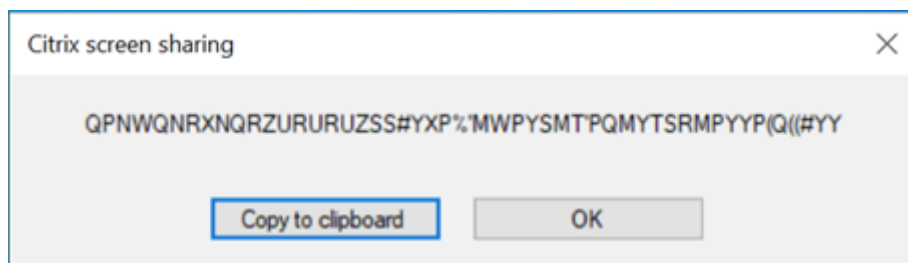 Citrix screen sharing
QPNWQNRXNQRZURURUZSS#YXP%'MWPYSMT'PQMYTSRMPYYP(Q((#YY
Copy to clipboard OK